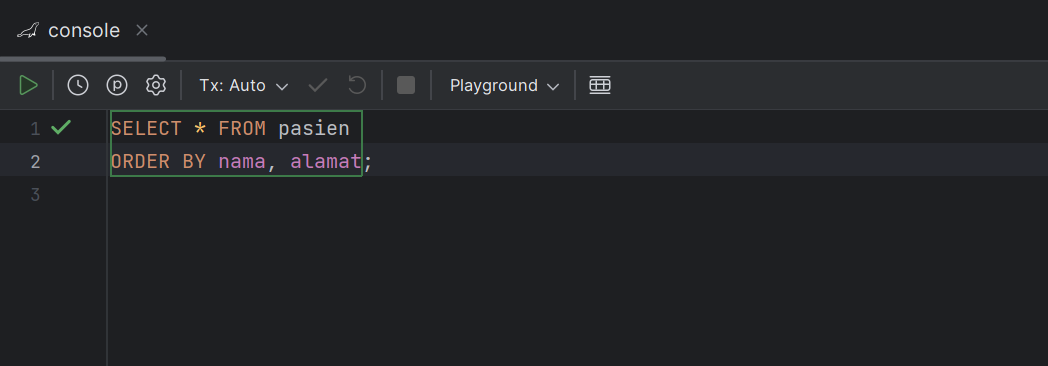 console
Tx: Auto Playground
1 SELECT * FROM pasien
2 ORDER BY nama, alamat;
3